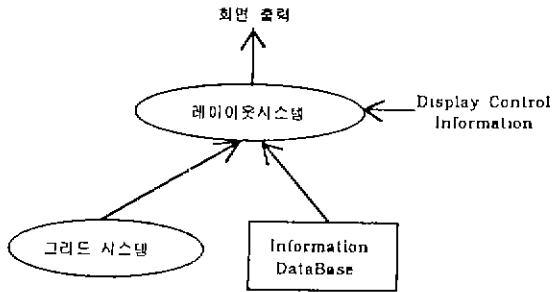 화면 출력
레이아웃시스템
Display Control
Information
그리드 시스템
Information
DataBase